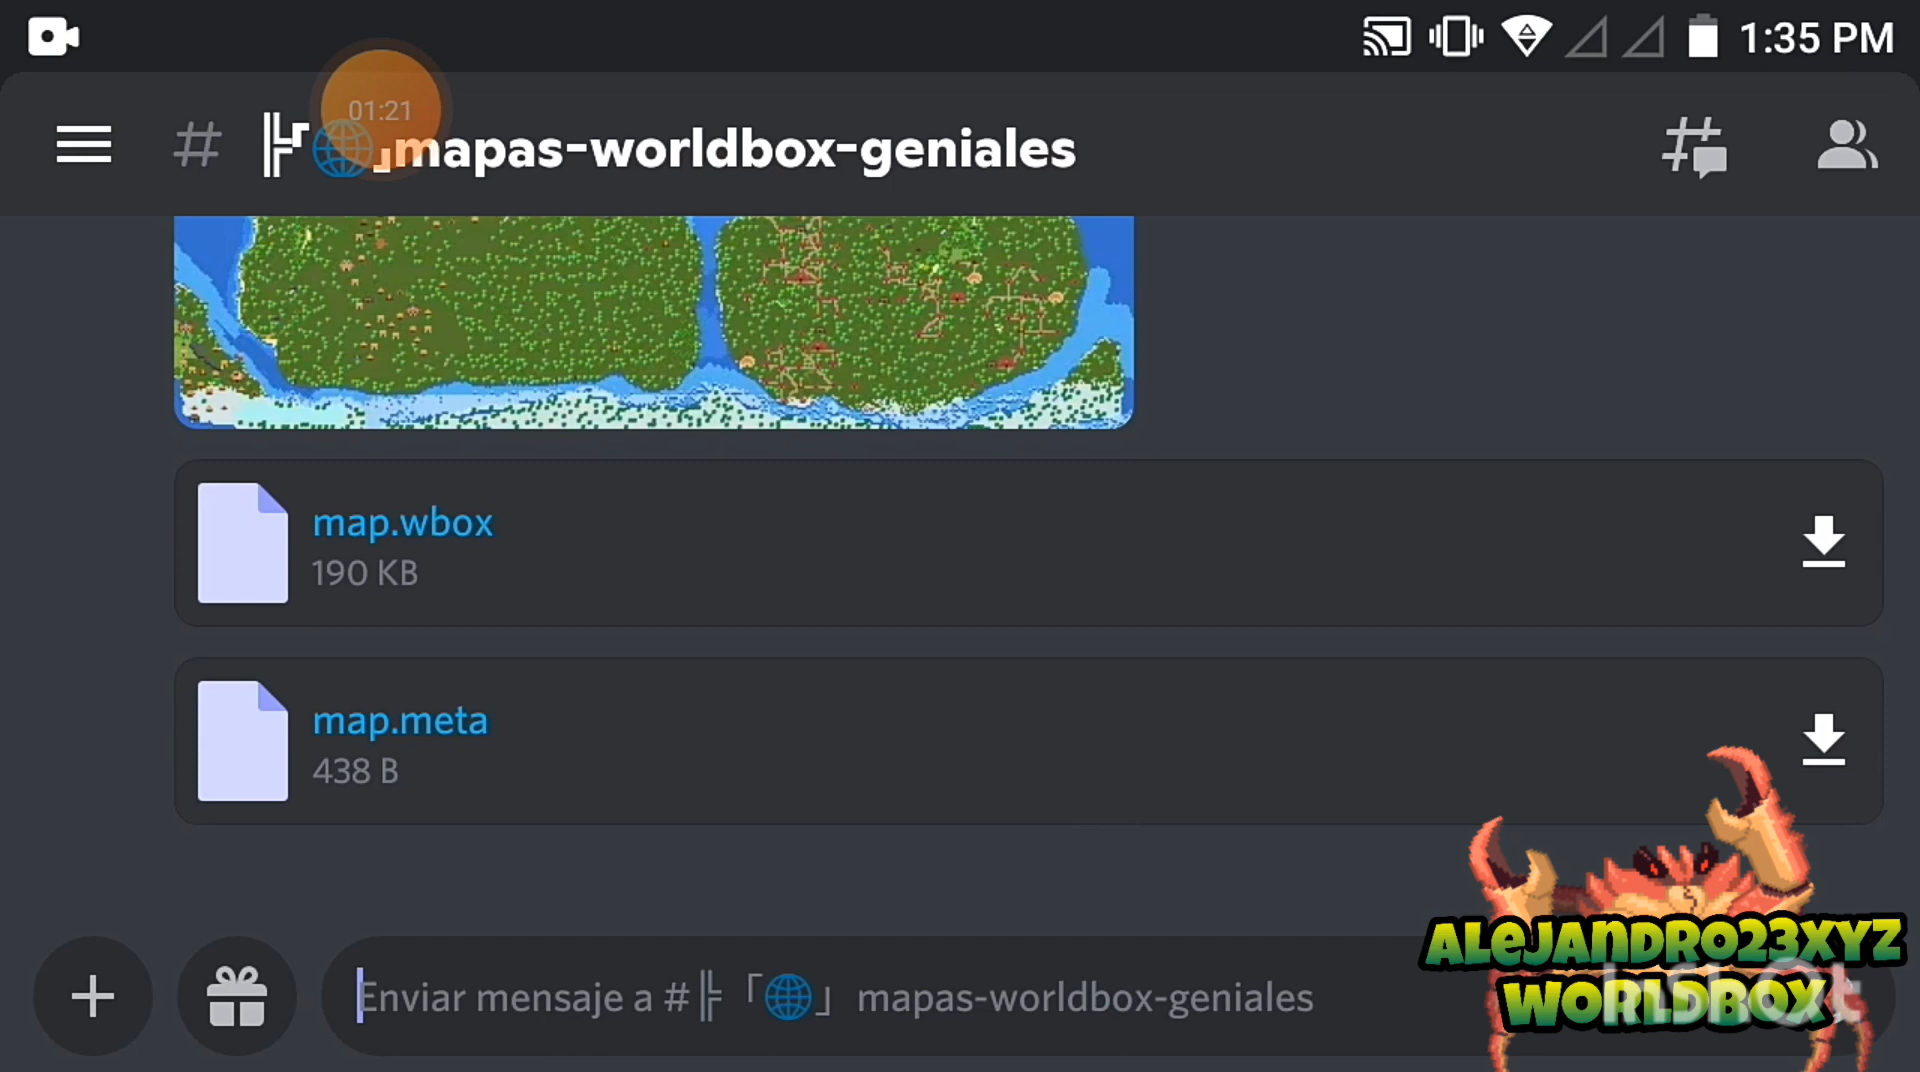 1:35 PM
01:21
# ╠「🌐」mapas-worldbox-geniales
map.wbox
190 KB
map.meta
438 B
Enviar mensaje a #╠「🌐」 mapas-worldbox-geniales
ALEJANDRO23XYZ
WORLDBOX
InShOt